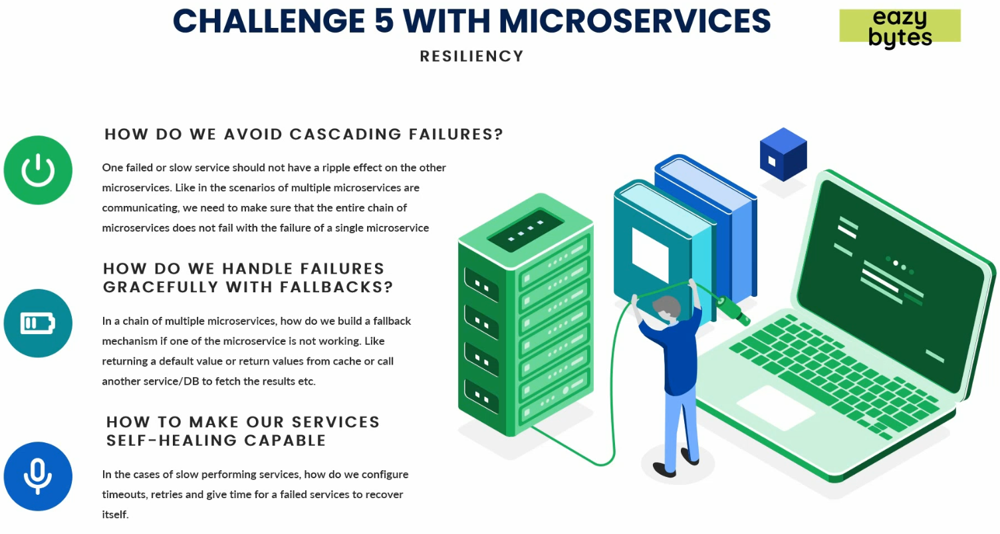 CHALLENGE 5 WITH MICROSERVICES
eazy
bytes
RESILIENCY
HOW DO WE AVOID CASCADING FAILURES?
One failed or slow service should not have a ripple effect on the other
microservices. Like in the scenarios of multiple microservices are
communicating, we need to make sure that the entire chain of
microservices does not fail with the failure of a single microservice
HOW DO WE HANDLE FAILURES
GRACEFULLY WITH FALLBACKS?
In a chain of multiple microservices, how do we build a fallback
mechanism if one of the microservice is not working. Like
returning a default value or return values from cache or call
another service/DB to fetch the results etc.
HOW TO MAKE OUR SERVICES
SELF-HEALING CAPABLE
In the cases of slow performing services, how do we configure
timeouts, retries and give time for a failed services to recover
itself.